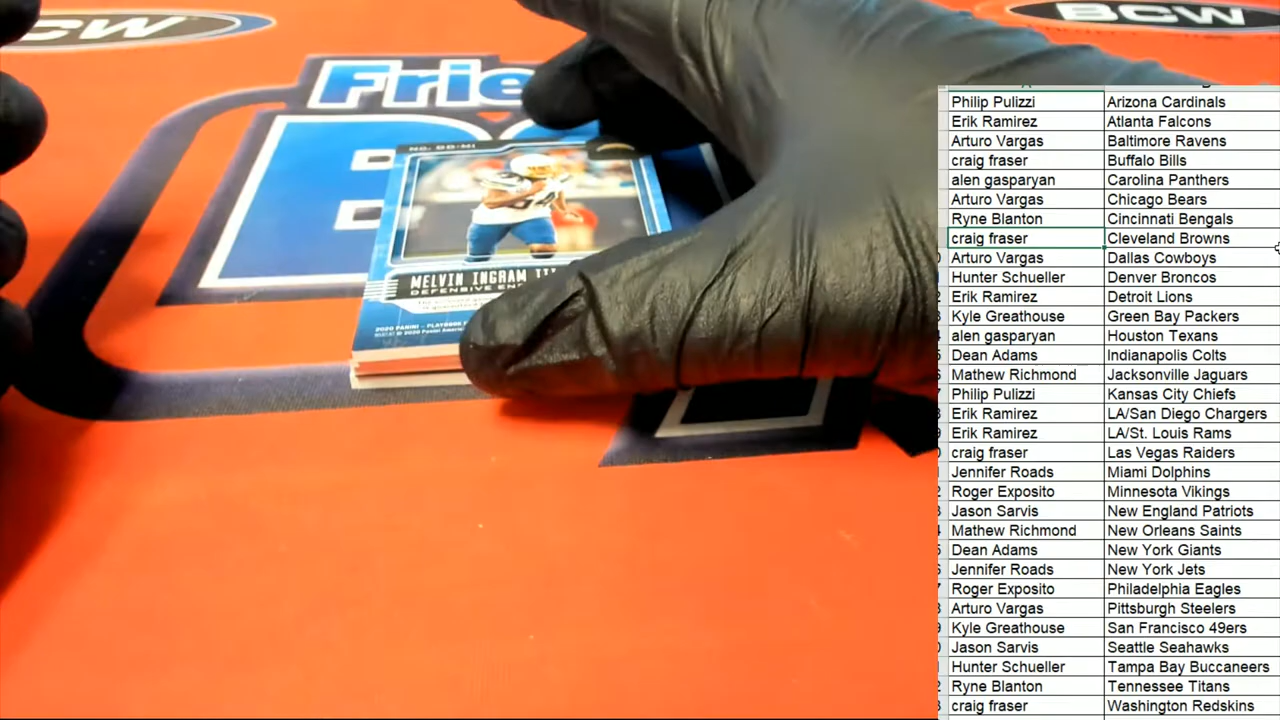 CW
BCW
Frie
NO. DD-MI
MELVIN INGRAM III
DEFENSIVE EN
2020 PANINI - PLAYBOOK
Philip Pulizzi Arizona Cardinals
Erik Ramirez Atlanta Falcons
Arturo Vargas Baltimore Ravens
craig fraser Buffalo Bills
alen gasparyan Carolina Panthers
Arturo Vargas Chicago Bears
Ryne Blanton Cincinnati Bengals
craig fraser Cleveland Browns
Arturo Vargas Dallas Cowboys
Hunter Schueller Denver Broncos
Erik Ramirez Detroit Lions
Kyle Greathouse Green Bay Packers
alen gasparyan Houston Texans
Dean Adams Indianapolis Colts
Mathew Richmond Jacksonville Jaguars
Philip Pulizzi Kansas City Chiefs
Erik Ramirez LA/San Diego Chargers
Erik Ramirez LA/St. Louis Rams
craig fraser Las Vegas Raiders
Jennifer Roads Miami Dolphins
Roger Exposito Minnesota Vikings
Jason Sarvis New England Patriots
Mathew Richmond New Orleans Saints
Dean Adams New York Giants
Jennifer Roads New York Jets
Roger Exposito Philadelphia Eagles
Arturo Vargas Pittsburgh Steelers
Kyle Greathouse San Francisco 49ers
Jason Sarvis Seattle Seahawks
Hunter Schueller Tampa Bay Buccaneers
Ryne Blanton Tennessee Titans
craig fraser Washington Redskins